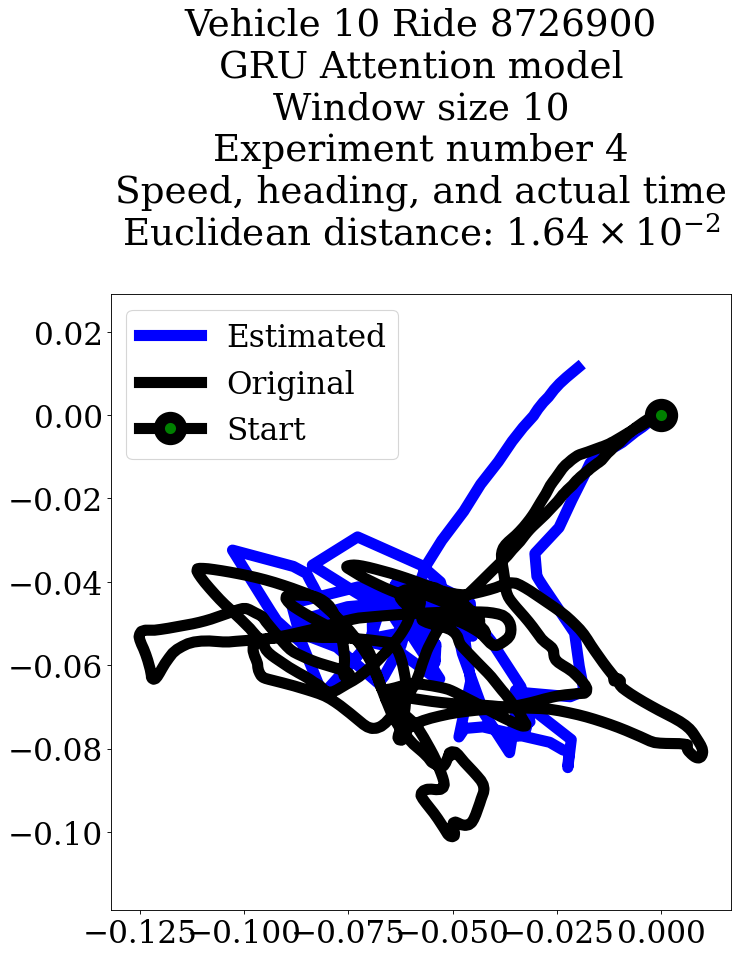 Vehicle 10 Ride 8726900
GRU Attention model
Window size 10
Experiment number 4
Speed, heading, and actual time
Euclidean distance: 1.64 × 10⁻²
Estimated
Original
Start
0.02
0.00
−0.02
−0.04
−0.06
−0.08
−0.10
−0.125 −0.100 −0.075 −0.050 −0.025 0.000